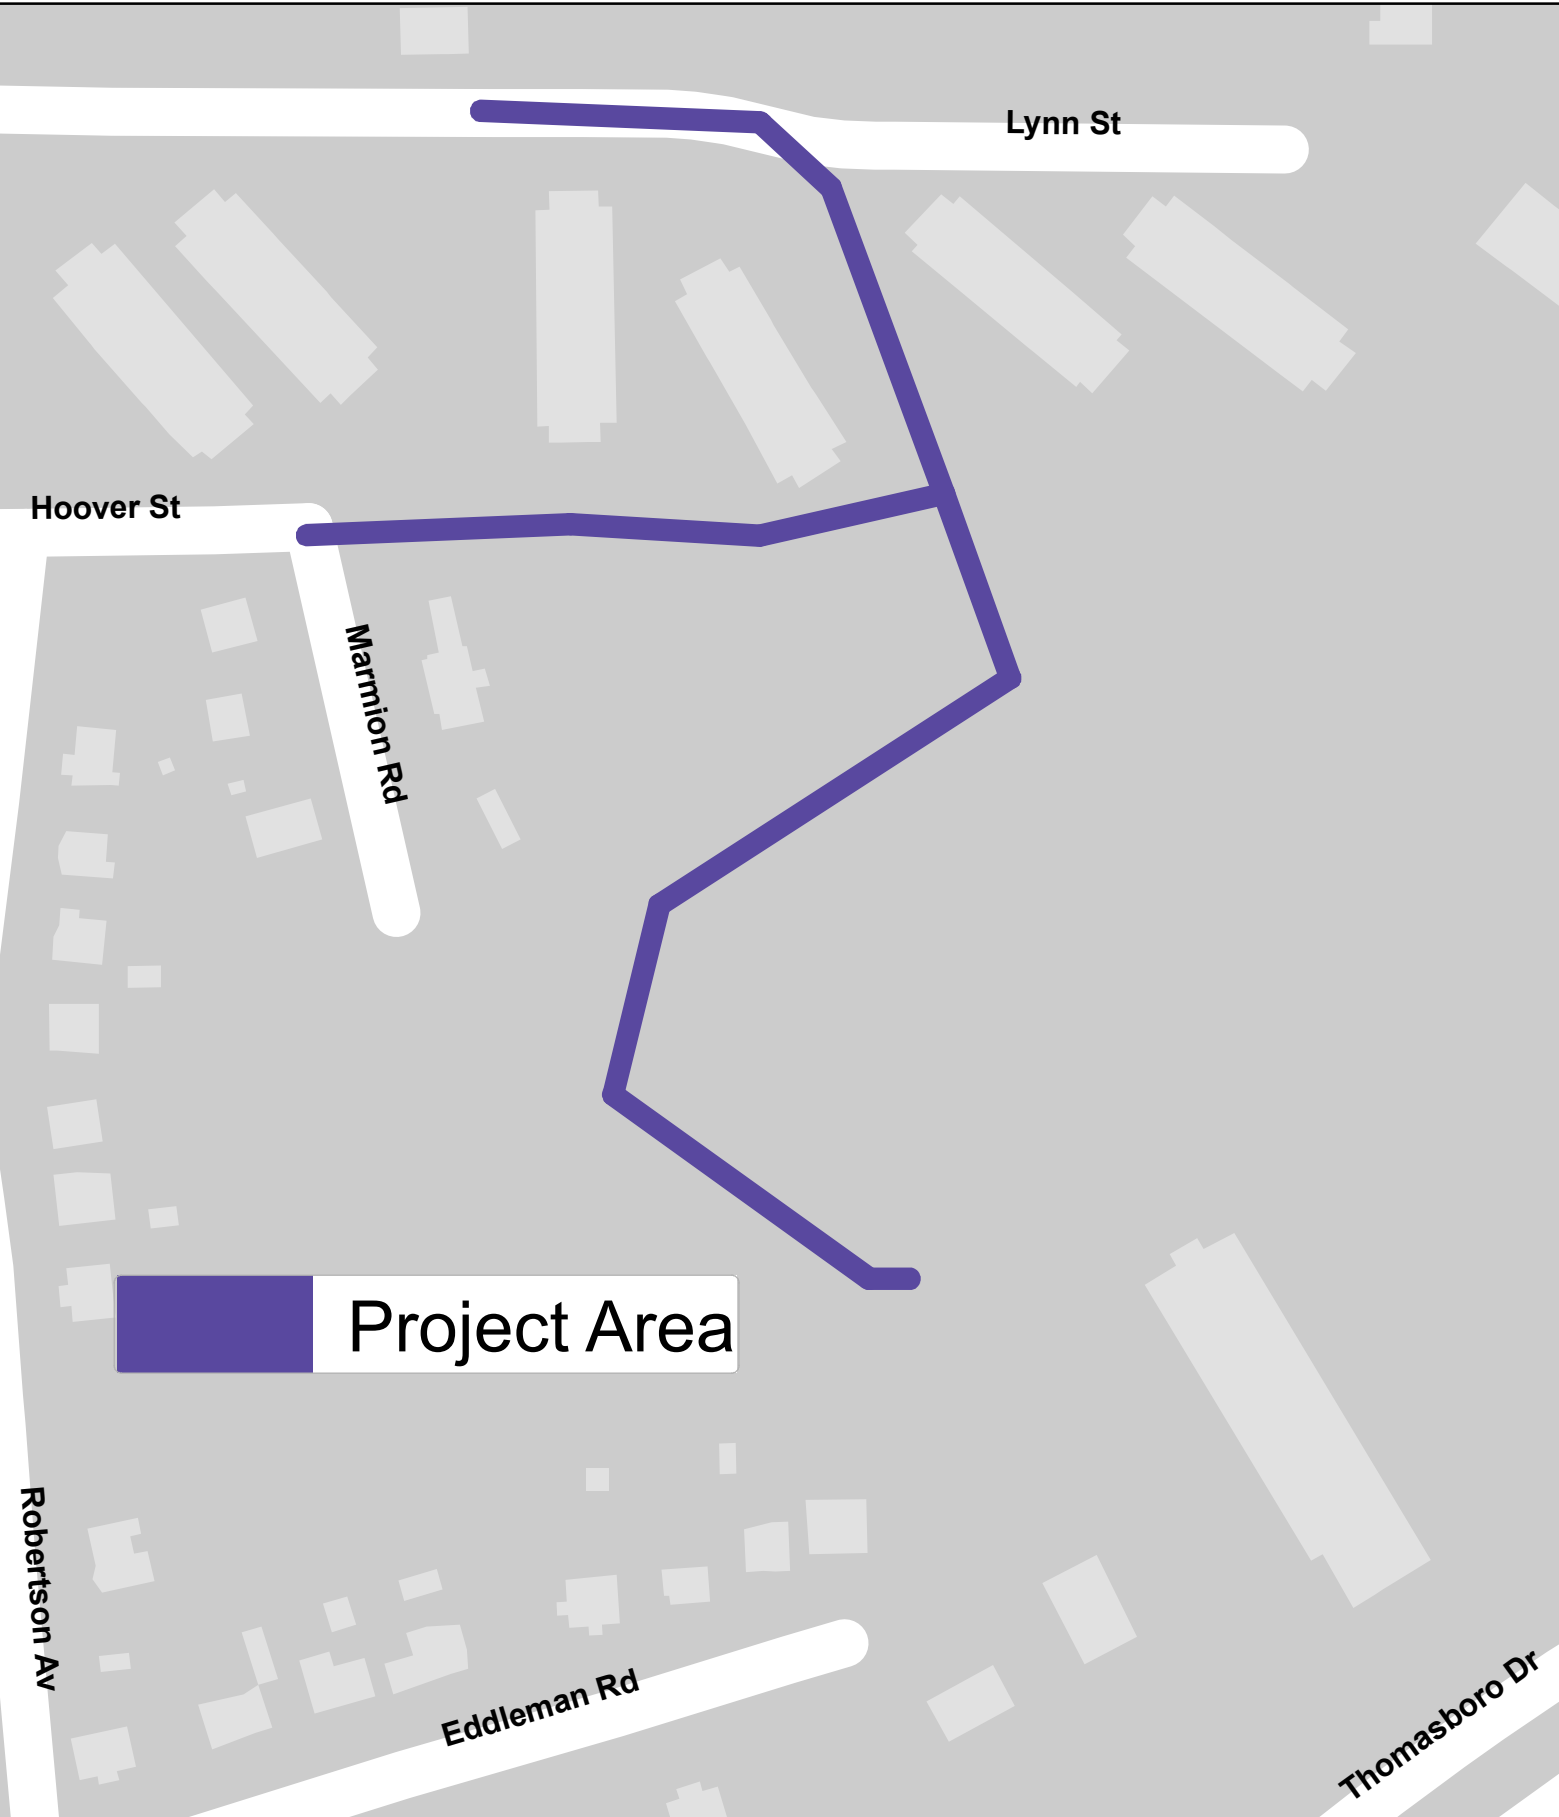 Lynn St
Hoover St
Marmion Rd
Project Area
Robertson Av
Eddleman Rd
Thomasboro Dr